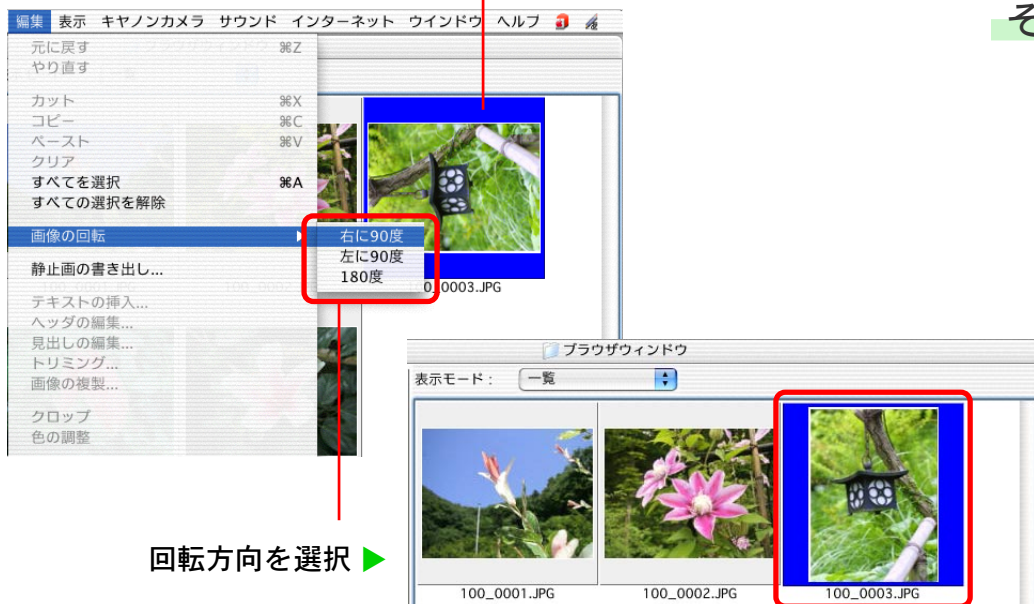 編集 表示 キヤノンカメラ サウンド インターネット ウインドウ ヘルプ
そ
元に戻す ⌘Z
やり直す
カット ⌘X
コピー ⌘C
ペースト ⌘V
クリア
すべてを選択 ⌘A
すべての選択を解除
画像の回転
右に90度
左に90度
180度
静止画の書き出し...
テキストの挿入...
ヘッダの編集...
見出しの編集...
トリミング...
画像の複製...
クロップ
色の調整
0_0003.JPG
ブラウザウィンドウ
表示モード: 一覧
100_0001.JPG 100_0002.JPG 100_0003.JPG
回転方向を選択 ▶